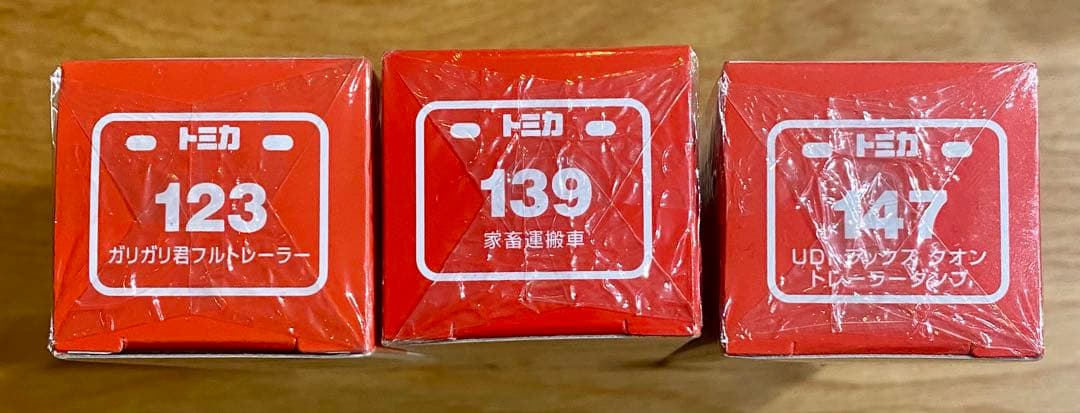 トミカ
123
ガリガリ君フルトレーラー
トミカ
139
家畜運搬車
トミカ
147
UDトラックス クオン
トレーラーダンプ